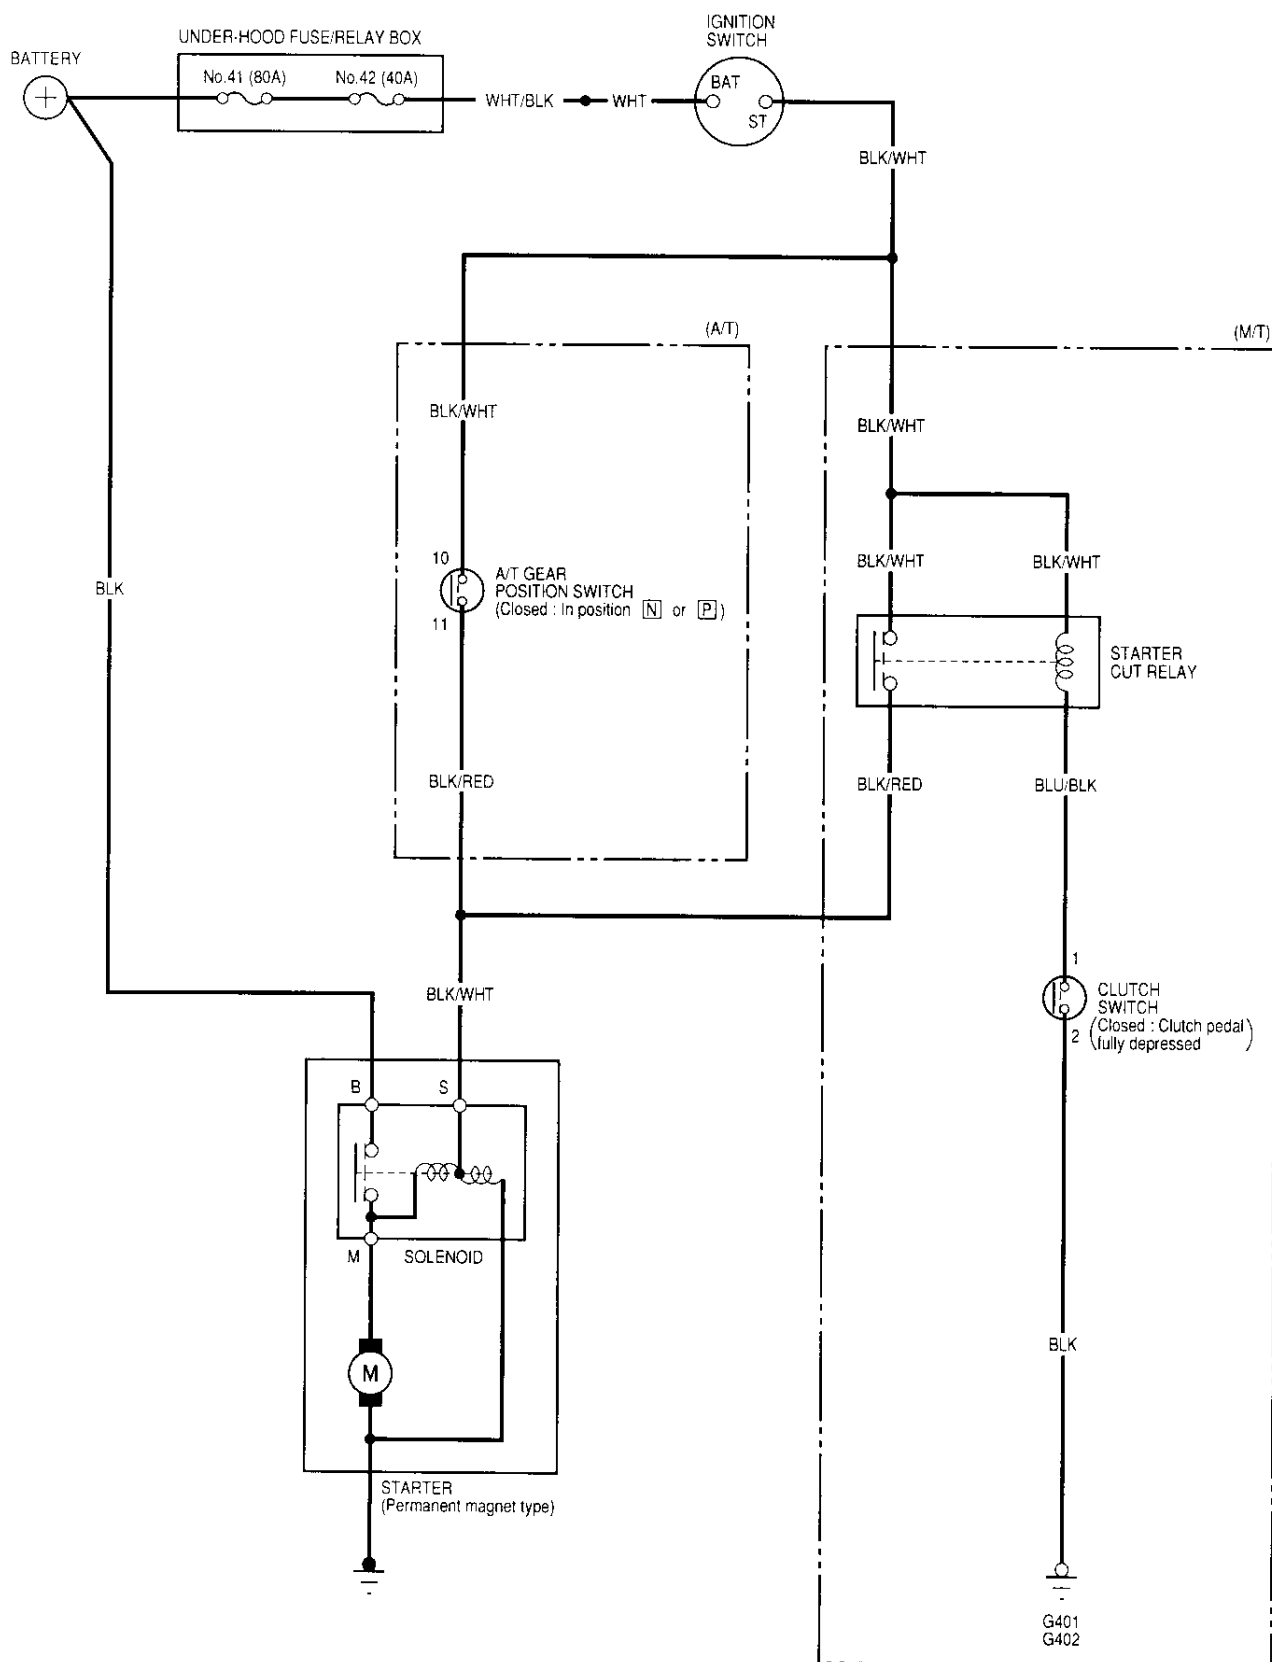 IGNITION
SWITCH
UNDER-HOOD FUSE/RELAY BOX
BATTERY
No.41 (80A)
No.42 (40A)
BAT
WHT/BLK
WHT
ST
BLK/WHT
(A/T)
(M/T)
BLK/WHT
BLK/WHT
10
A/T GEAR
POSITION SWITCH
(Closed : In position N or P)
11
BLK/WHT
BLK/WHT
BLK
STARTER
CUT RELAY
BLK/RED
BLK/RED
BLU/BLK
1
CLUTCH
SWITCH
(Closed : Clutch pedal
fully depressed)
2
BLK/WHT
B
S
M
SOLENOID
M
BLK
STARTER
(Permanent magnet type)
G401
G402